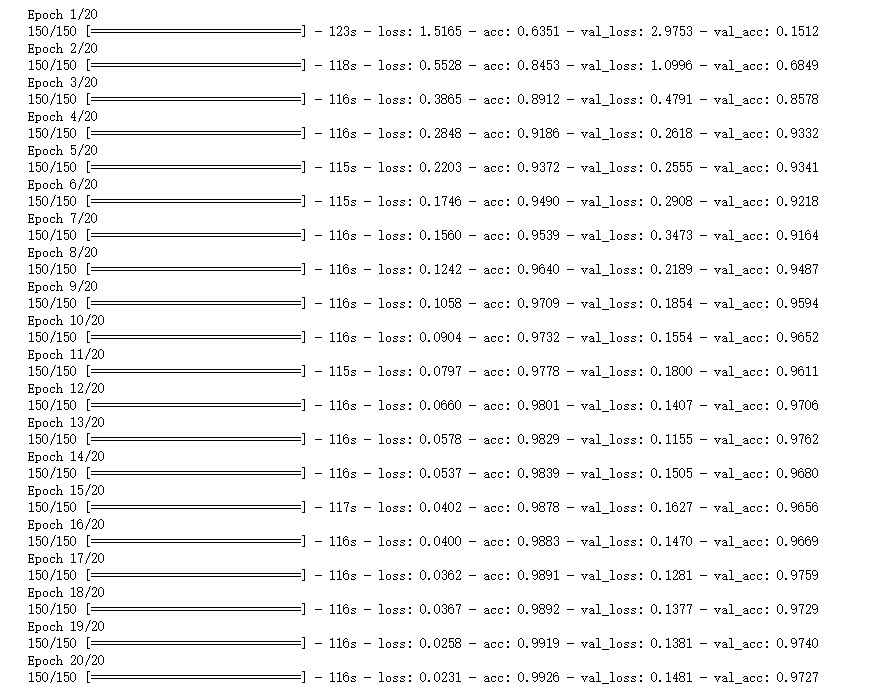 Epoch 1/20
150/150 [==============================] - 123s - loss: 1.5165 - acc: 0.6351 - val_loss: 2.9753 - val_acc: 0.1512
Epoch 2/20
150/150 [==============================] - 118s - loss: 0.5528 - acc: 0.8453 - val_loss: 1.0996 - val_acc: 0.6849
Epoch 3/20
150/150 [==============================] - 116s - loss: 0.3865 - acc: 0.8912 - val_loss: 0.4791 - val_acc: 0.8578
Epoch 4/20
150/150 [==============================] - 116s - loss: 0.2848 - acc: 0.9186 - val_loss: 0.2618 - val_acc: 0.9332
Epoch 5/20
150/150 [==============================] - 115s - loss: 0.2203 - acc: 0.9372 - val_loss: 0.2555 - val_acc: 0.9341
Epoch 6/20
150/150 [==============================] - 115s - loss: 0.1746 - acc: 0.9490 - val_loss: 0.2908 - val_acc: 0.9218
Epoch 7/20
150/150 [==============================] - 116s - loss: 0.1560 - acc: 0.9539 - val_loss: 0.3473 - val_acc: 0.9164
Epoch 8/20
150/150 [==============================] - 116s - loss: 0.1242 - acc: 0.9640 - val_loss: 0.2189 - val_acc: 0.9487
Epoch 9/20
150/150 [==============================] - 116s - loss: 0.1058 - acc: 0.9709 - val_loss: 0.1854 - val_acc: 0.9594
Epoch 10/20
150/150 [==============================] - 116s - loss: 0.0904 - acc: 0.9732 - val_loss: 0.1554 - val_acc: 0.9652
Epoch 11/20
150/150 [==============================] - 115s - loss: 0.0797 - acc: 0.9778 - val_loss: 0.1800 - val_acc: 0.9611
Epoch 12/20
150/150 [==============================] - 116s - loss: 0.0660 - acc: 0.9801 - val_loss: 0.1407 - val_acc: 0.9706
Epoch 13/20
150/150 [==============================] - 116s - loss: 0.0578 - acc: 0.9829 - val_loss: 0.1155 - val_acc: 0.9762
Epoch 14/20
150/150 [==============================] - 116s - loss: 0.0537 - acc: 0.9839 - val_loss: 0.1505 - val_acc: 0.9680
Epoch 15/20
150/150 [==============================] - 117s - loss: 0.0402 - acc: 0.9878 - val_loss: 0.1627 - val_acc: 0.9656
Epoch 16/20
150/150 [==============================] - 116s - loss: 0.0400 - acc: 0.9883 - val_loss: 0.1470 - val_acc: 0.9669
Epoch 17/20
150/150 [==============================] - 116s - loss: 0.0362 - acc: 0.9891 - val_loss: 0.1281 - val_acc: 0.9759
Epoch 18/20
150/150 [==============================] - 116s - loss: 0.0367 - acc: 0.9892 - val_loss: 0.1377 - val_acc: 0.9729
Epoch 19/20
150/150 [==============================] - 116s - loss: 0.0258 - acc: 0.9919 - val_loss: 0.1381 - val_acc: 0.9740
Epoch 20/20
150/150 [==============================] - 116s - loss: 0.0231 - acc: 0.9926 - val_loss: 0.1481 - val_acc: 0.9727